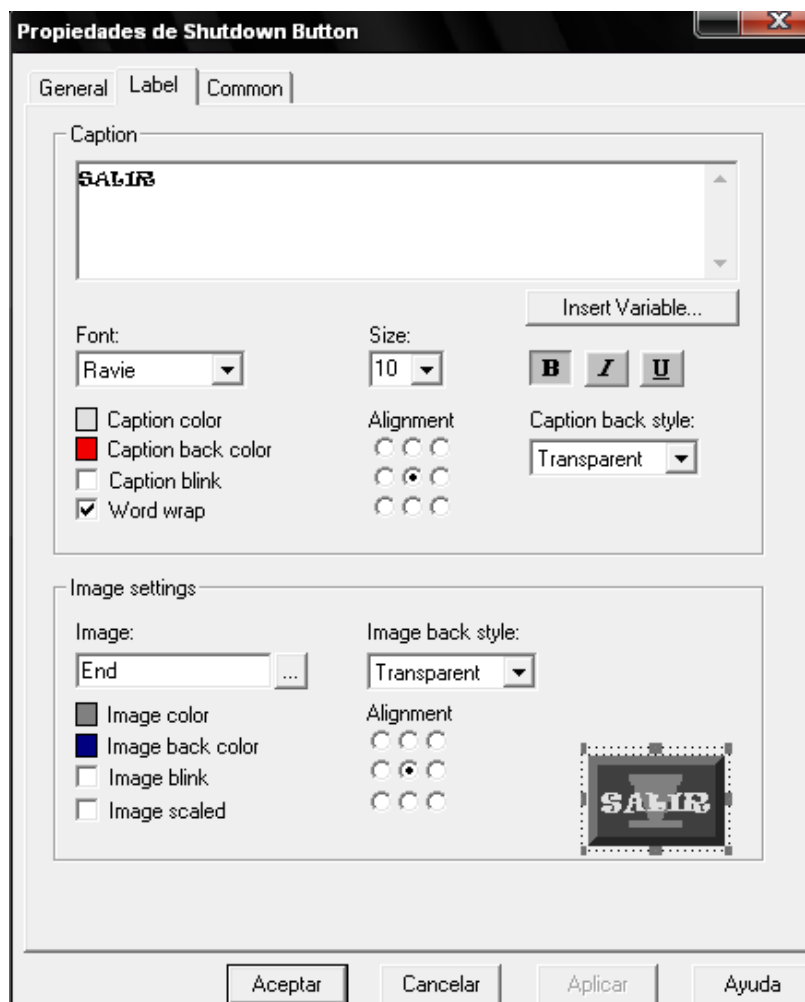 Propiedades de Shutdown Button
General Label Common
Caption
SALIR
Insert Variable...
Font: Size:
Ravie 10 B I U
Caption color Alignment Caption back style:
Caption back color
Transparent
Caption blink
Word wrap
Image settings
Image: Image back style:
End ... Transparent
Image color Alignment
Image back color
Image blink
Image scaled
SALIR
Aceptar Cancelar Aplicar Ayuda